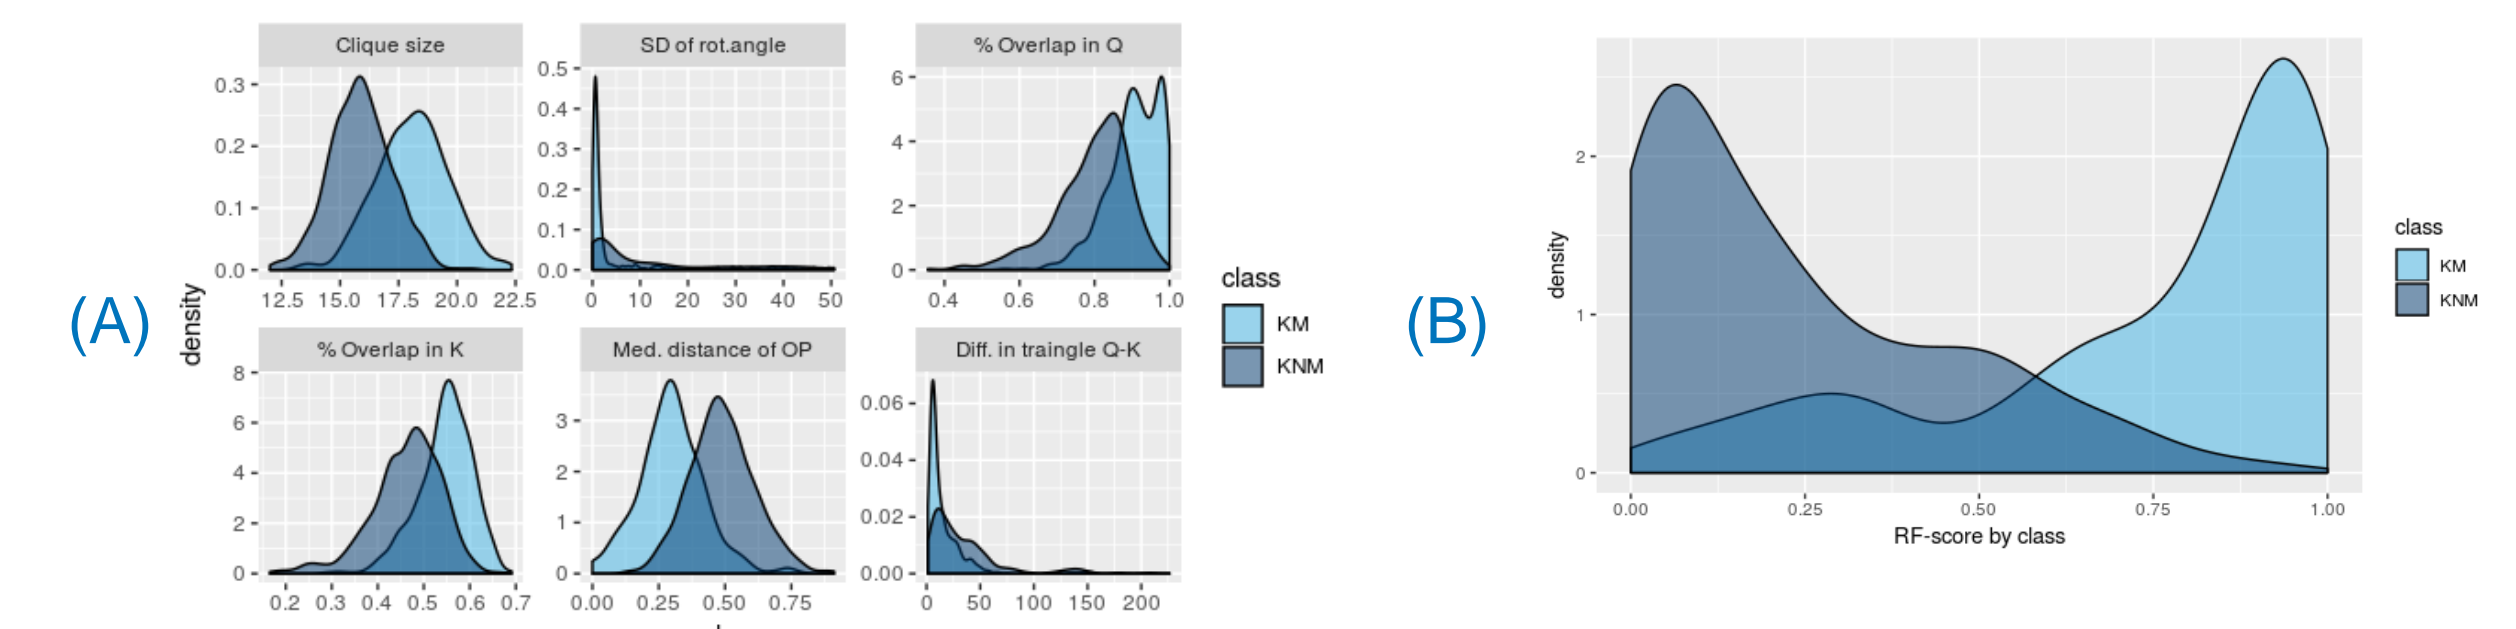 (A)
density
Clique size
0.3
0.2
0.1
0.0
12.5 15.0 17.5 20.0 22.5
SD of rot.angle
0.5
0.4
0.3
0.2
0.1
0.0
0 10 20 30 40 50
% Overlap in Q
6
4
2
0
0.4 0.6 0.8 1.0
% Overlap in K
8
6
4
2
0
0.2 0.3 0.4 0.5 0.6 0.7
Med. distance of OP
3
2
1
0
0.00 0.25 0.50 0.75
Diff. in traingle Q-K
0.06
0.04
0.02
0.00
0 50 100 150 200
class
KM
KNM
(B)
density
2
1
0
0.00 0.25 0.50 0.75 1.00
RF-score by class
class
KM
KNM